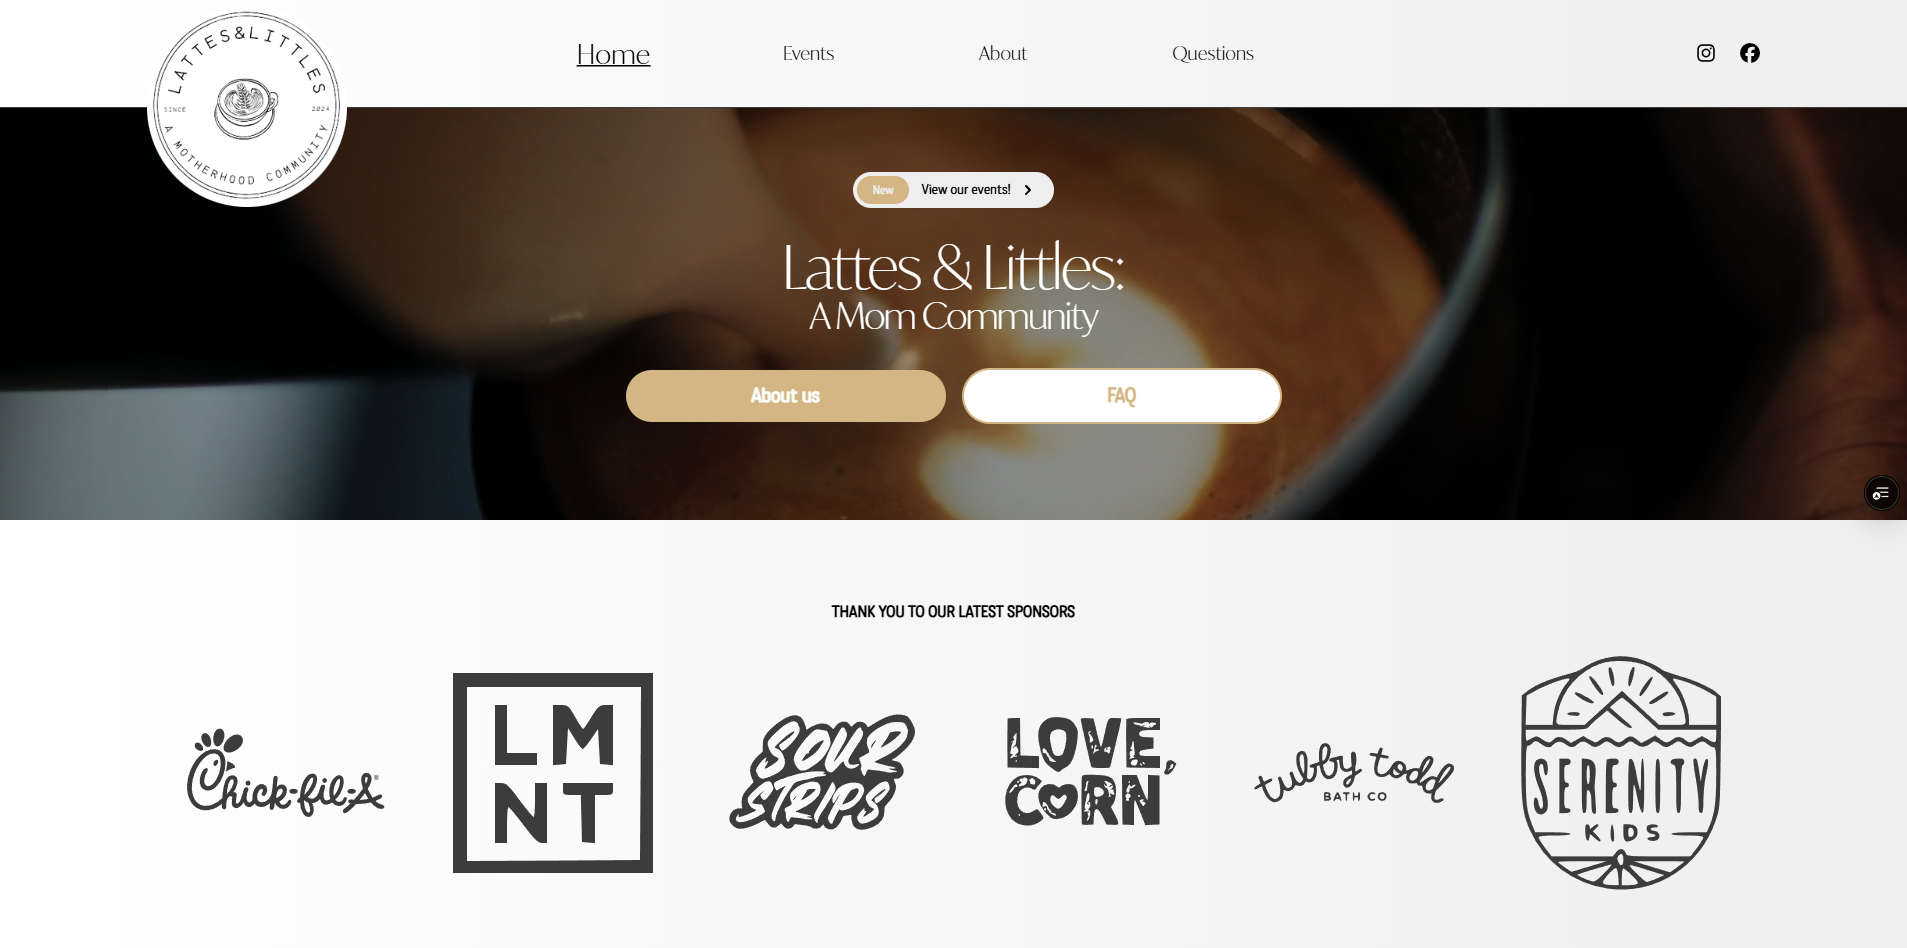 LATTES&LITTLES
SINCE
2024
A MOTHERHOOD COMMUNITY
Home
Events
About
Questions
New
View our events!
Lattes & Littles:
A Mom Community
About us
FAQ
THANK YOU TO OUR LATEST SPONSORS
Chick-fil-A®
LM
NT
SOUR
STRIPS
LOVE,
CORN
tubby todd
BATH CO
SERENITY
KIDS